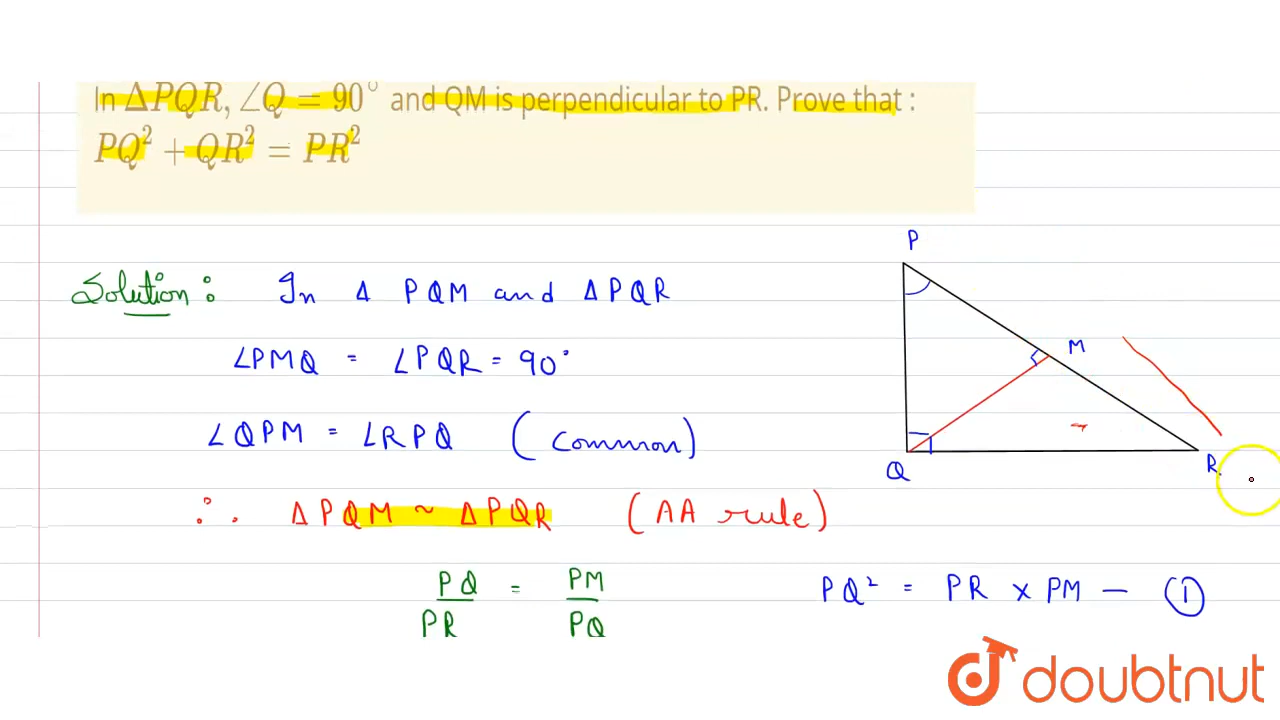 In ΔPQR, ∠Q = 90° and QM is perpendicular to PR. Prove that :
PQ² + QR² = PR²
Solution : In Δ PQM and ΔPQR
∠PMQ = ∠PQR = 90°
∠QPM = ∠RPQ (common)
∴ ΔPQM ~ ΔPQR (AA rule)
PQ/PR = PM/PQ
PQ² = PR × PM — ①
P
M
Q
R
doubtnut